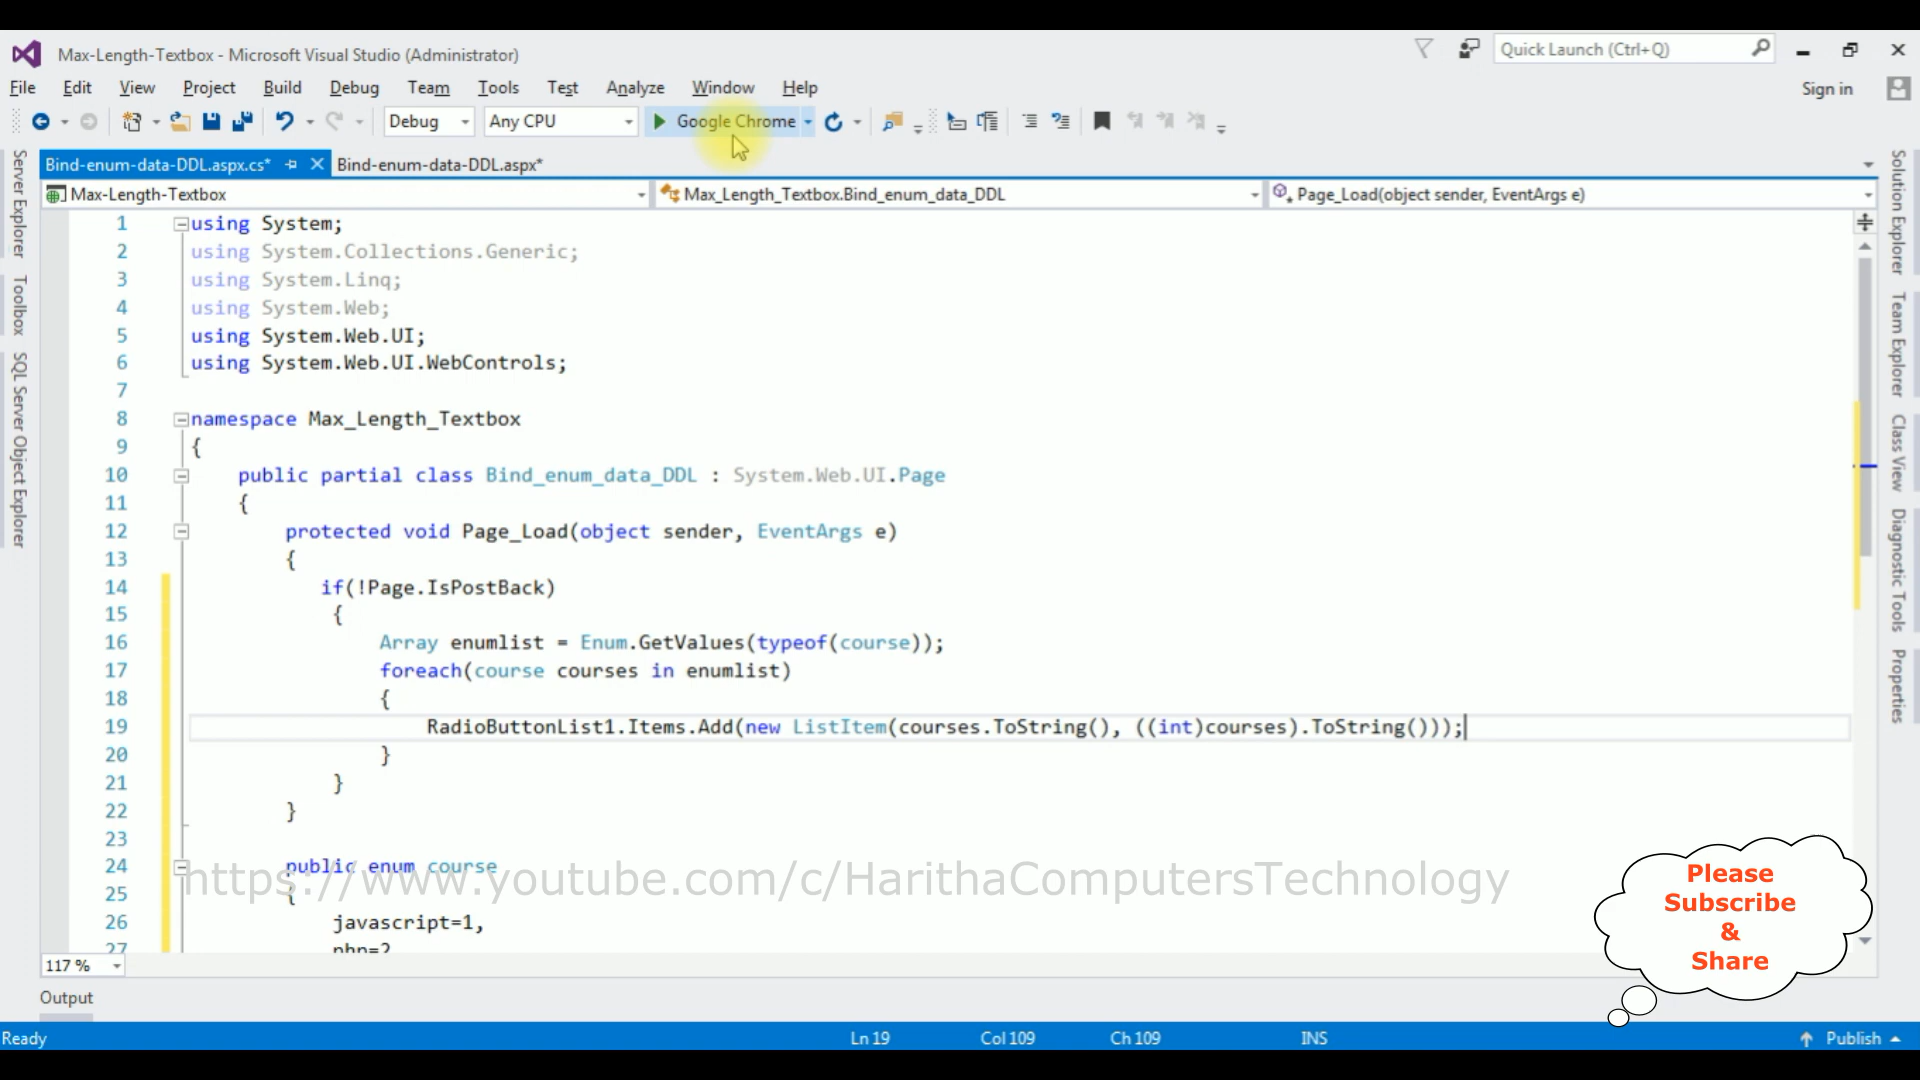 Max-Length-Textbox - Microsoft Visual Studio (Administrator)
Quick Launch (Ctrl+Q)
File Edit View Project Build Debug Team Tools Test Analyze Window Help
Sign in
Debug Any CPU Google Chrome
Bind-enum-data-DDL.aspx.cs* Bind-enum-data-DDL.aspx*
Max-Length-Textbox Max_Length_Textbox.Bind_enum_data_DDL Page_Load(object sender, EventArgs e)
Server Explorer
Toolbox
SQL Server Object Explorer
1 using System;
2 using System.Collections.Generic;
3 using System.Linq;
4 using System.Web;
5 using System.Web.UI;
6 using System.Web.UI.WebControls;
7
8 namespace Max_Length_Textbox
9 {
10 public partial class Bind_enum_data_DDL : System.Web.UI.Page
11 {
12 protected void Page_Load(object sender, EventArgs e)
13 {
14 if(!Page.IsPostBack)
15 {
16 Array enumlist = Enum.GetValues(typeof(course));
17 foreach(course courses in enumlist)
18 {
19 RadioButtonList1.Items.Add(new ListItem(courses.ToString(), ((int)courses).ToString()));
20 }
21 }
22 }
23
24 public enum course
25 {
26 javascript=1,
27 php=2
https://www.youtube.com/c/HarithaComputersTechnology
Solution Explorer
Team Explorer
Class View
Diagnostic Tools
Properties
Please
Subscribe
&
Share
117 %
Output
Ready Ln 19 Col 109 Ch 109 INS Publish